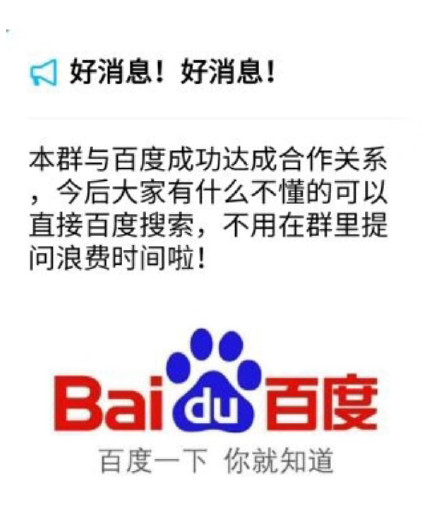 好消息！好消息！
本群与百度成功达成合作关系
，今后大家有什么不懂的可以
直接百度搜索，不用在群里提
问浪费时间啦！
Bai du 百度
百度一下 你就知道